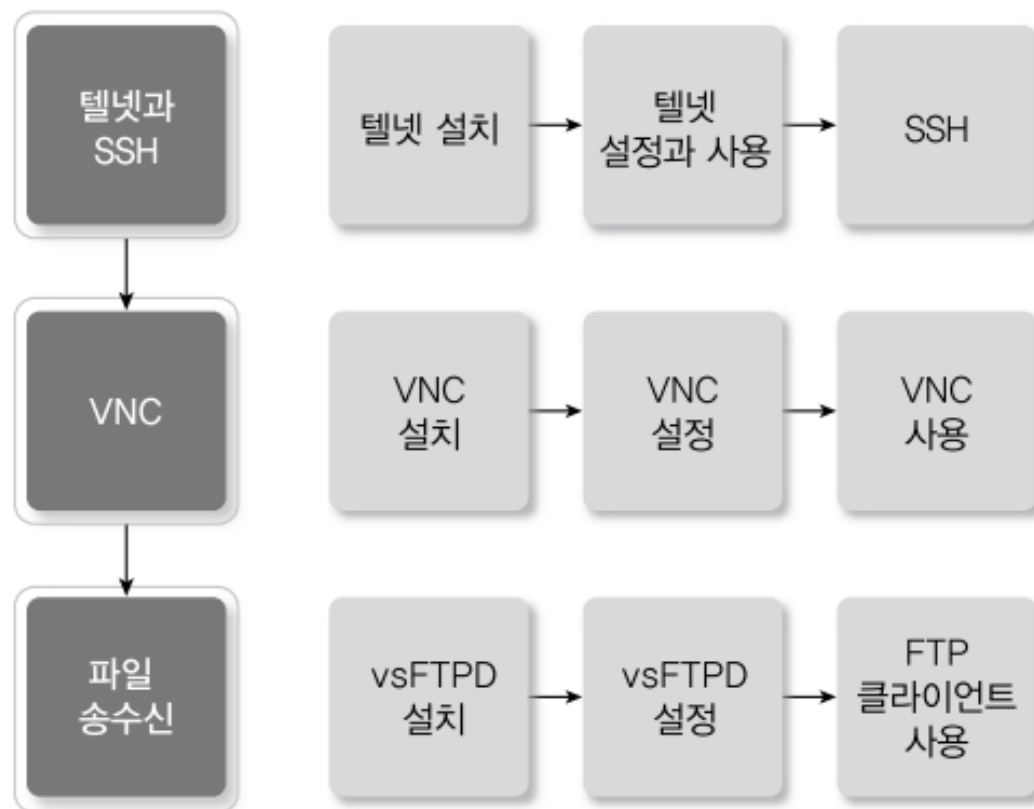 텔넷과
SSH
텔넷 설치
텔넷
설정과 사용
SSH
VNC
VNC
설치
VNC
설정
VNC
사용
파일
송수신
vsFTPD
설치
vsFTPD
설정
FTP
클라이언트
사용